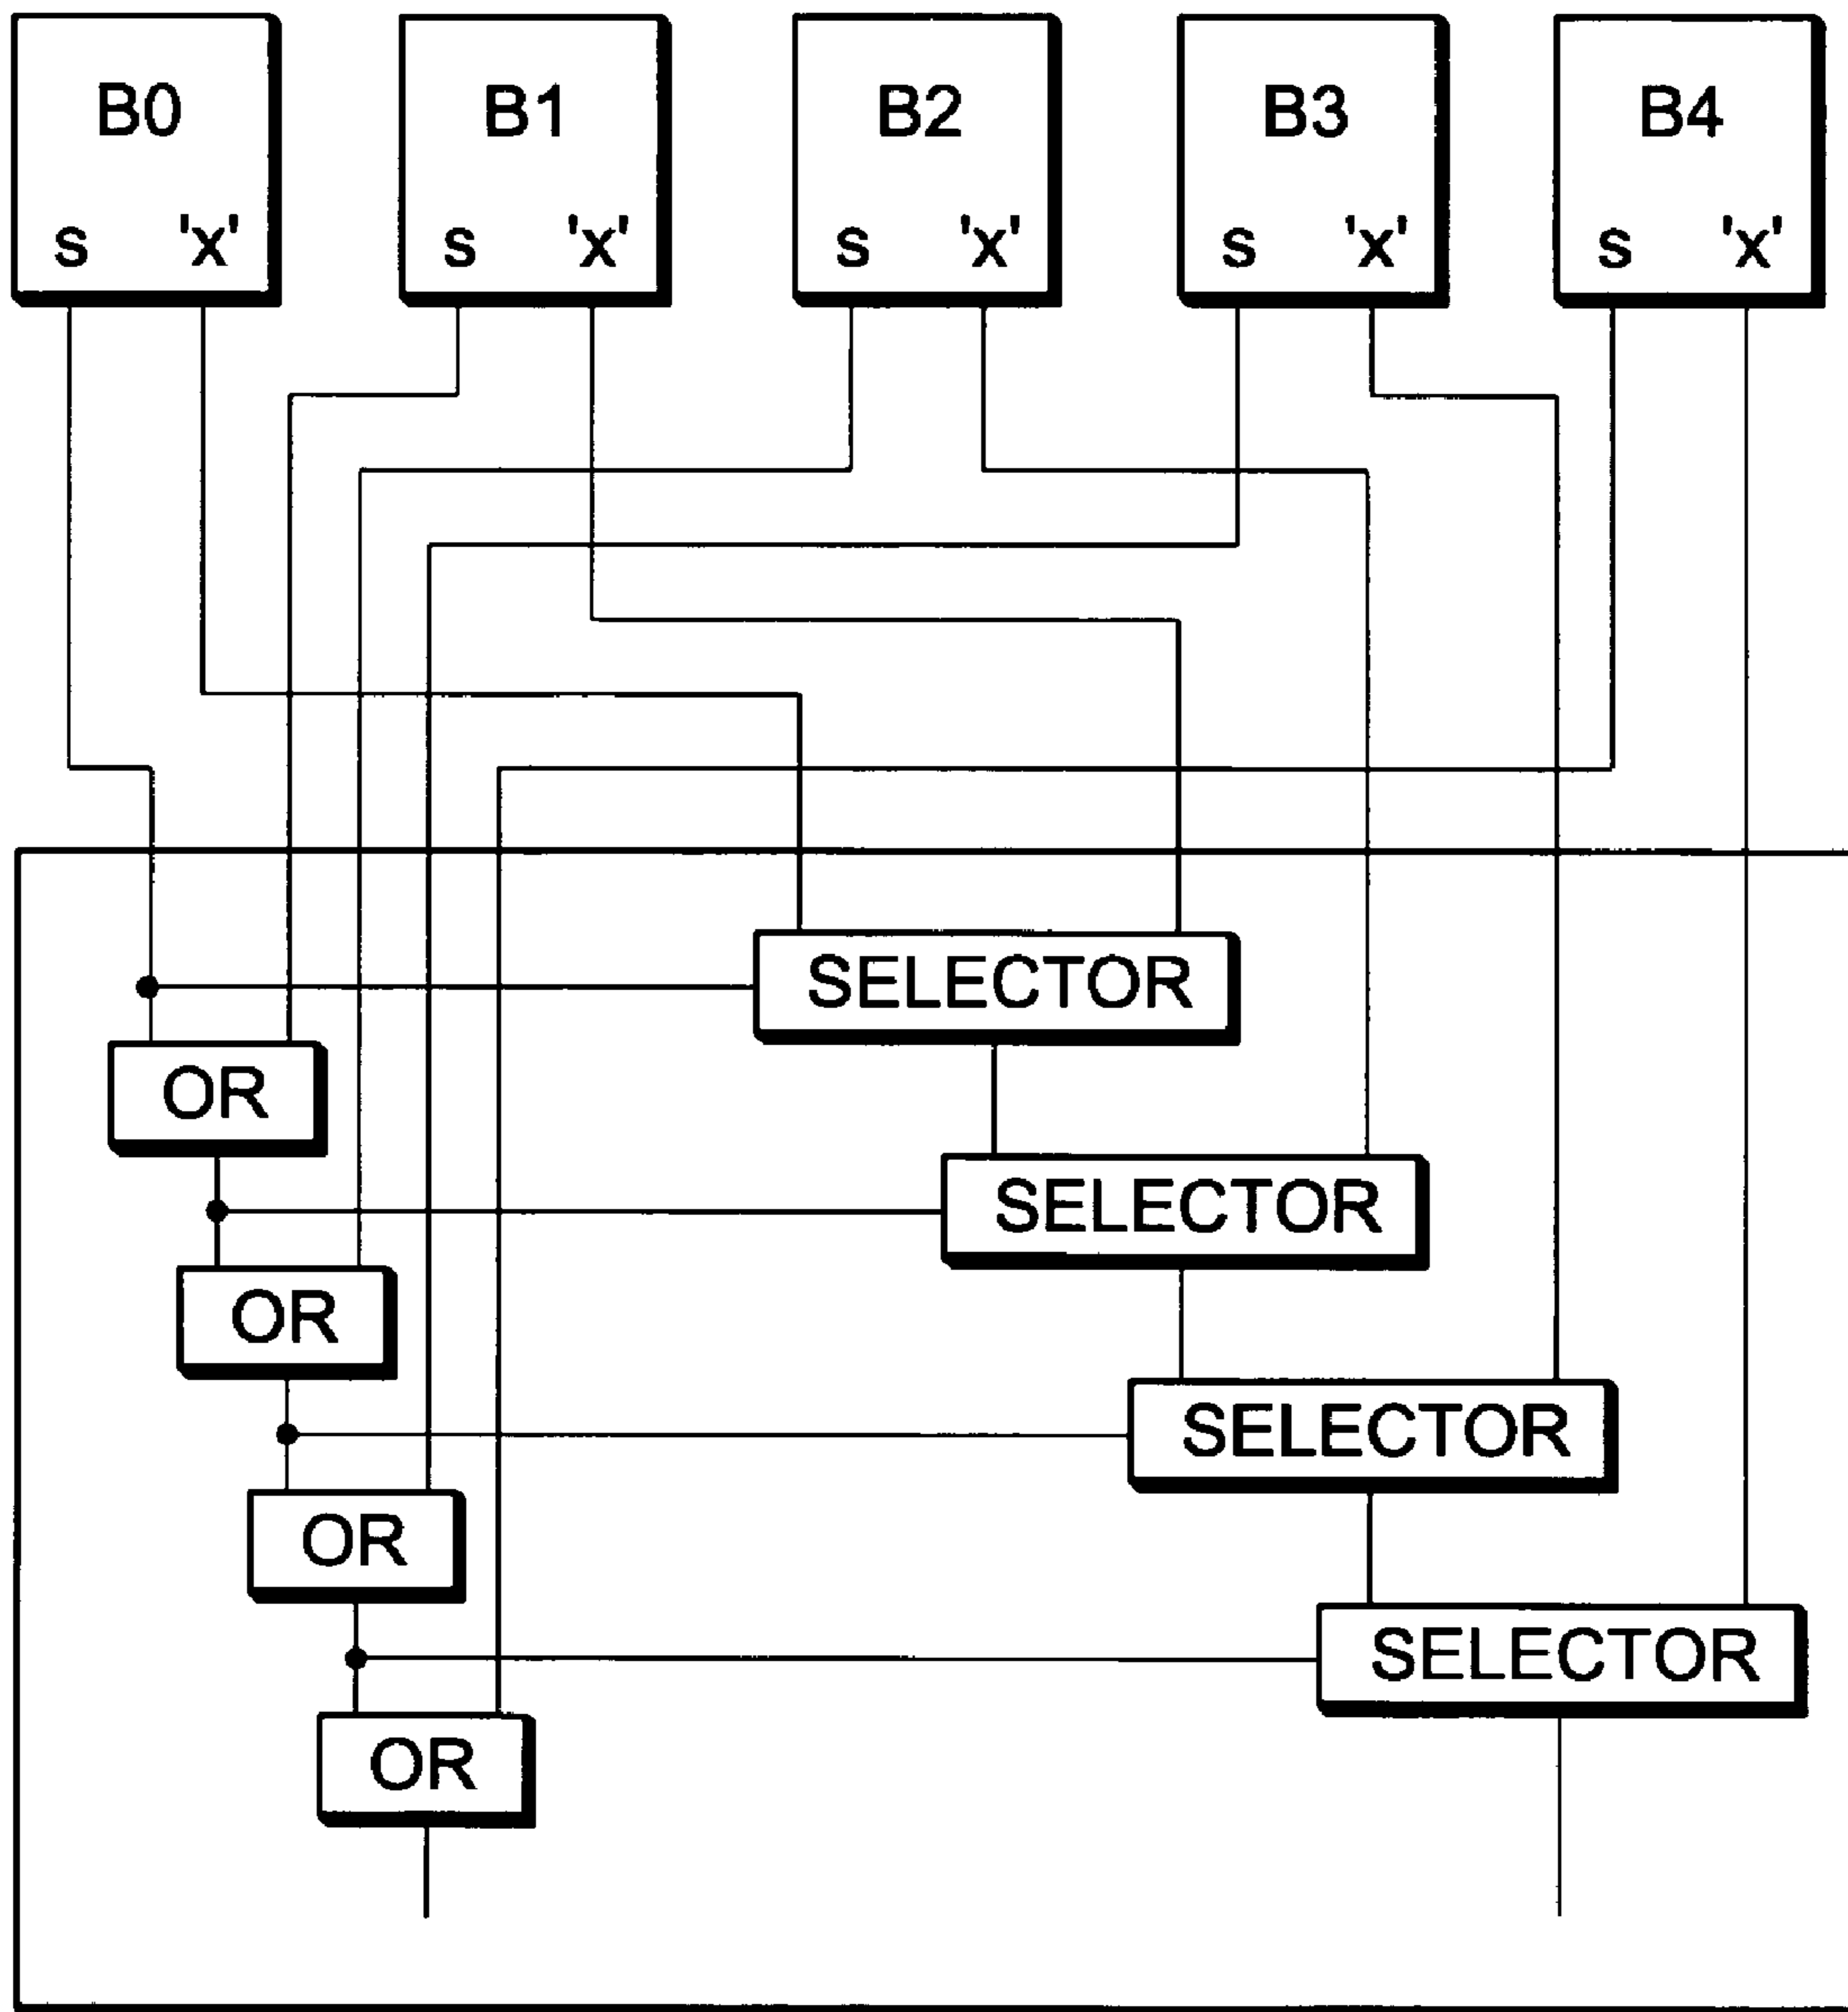 B0 B1 B2 B3 B4
s 'x' s 'x' s 'x' s 'x' s 'x'
SELECTOR
OR
SELECTOR
OR
SELECTOR
OR
SELECTOR
OR